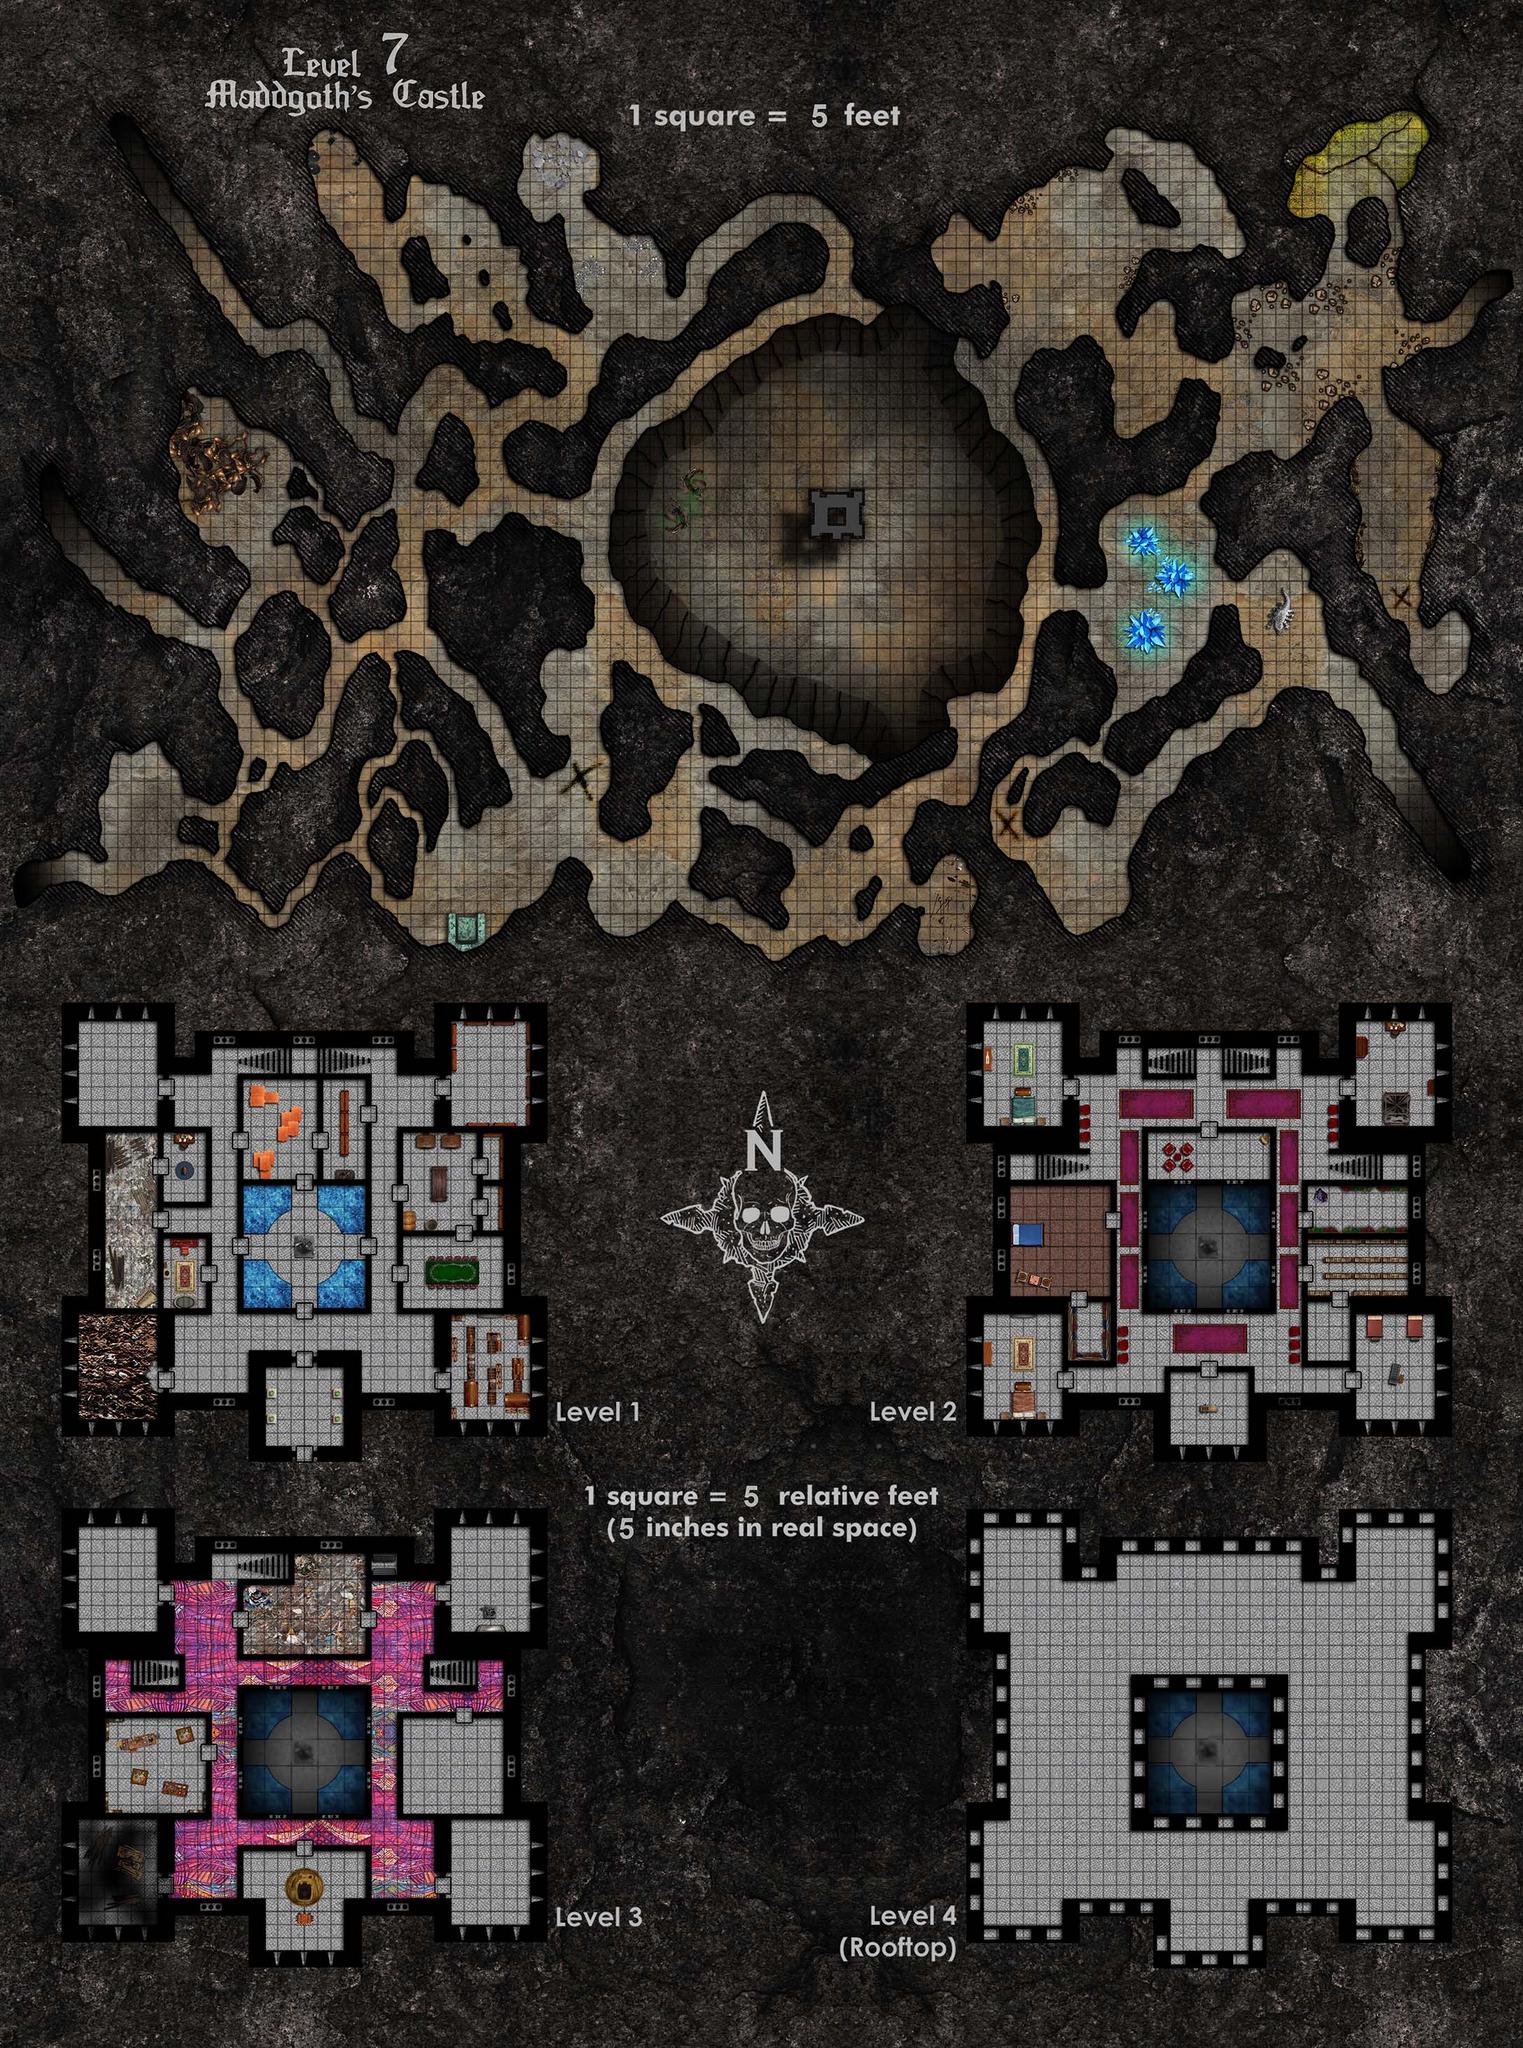 Level 7
Maddgoth's Castle
1 square = 5 feet
N
Level 1
Level 2
1 square = 5 relative feet
(5 inches in real space)
Level 3
Level 4
(Rooftop)